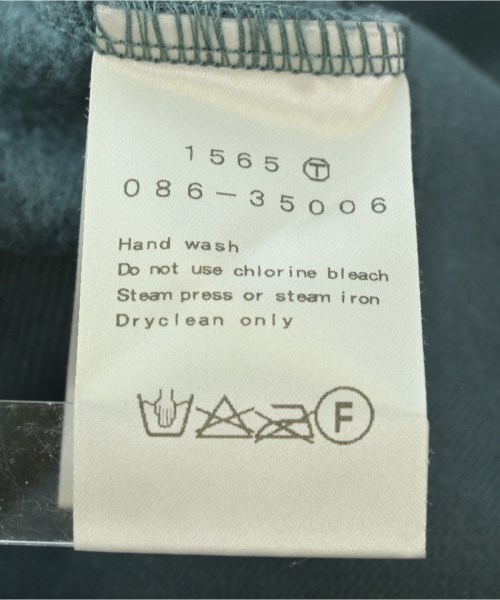 1565 Ⓣ
086-35006
Hand wash
Do not use chlorine bleach
Steam press or steam iron
Dryclean only
F